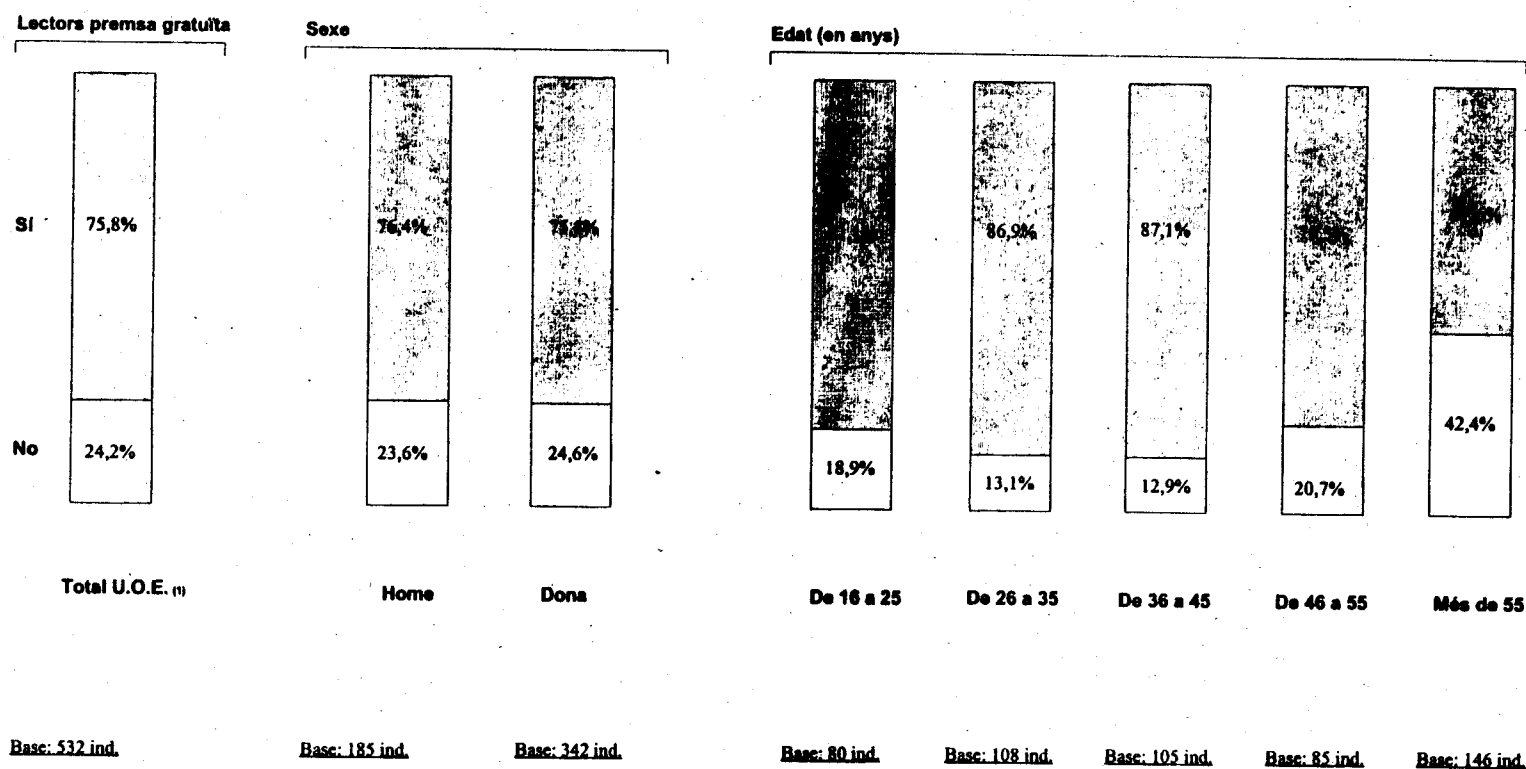 Lectors premsa gratuïta
Sexe
Edat (en anys)
Sí 75,8% 76,4% 86,9% 87,1%
No 24,2% 23,6% 24,6% 18,9% 13,1% 12,9% 20,7% 42,4%
Total U.O.E. (1) Home Dona De 16 a 25 De 26 a 35 De 36 a 45 De 46 a 55 Més de 55
Base: 532 ind. Base: 185 ind. Base: 342 ind. Base: 80 ind. Base: 108 ind. Base: 105 ind. Base: 85 ind. Base: 146 ind.